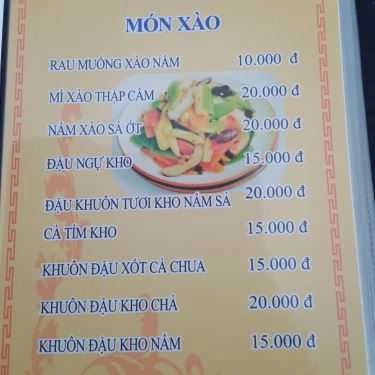 MÓN XÀO
RAU MUỐNG XÀO NẤM 10.000 đ
MÌ XÀO THẬP CẨM 20.000 đ
NẤM XÀO SẢ ỚT 20.000 đ
ĐẬU NGỰ KHO 15.000 đ
ĐẬU KHUÔN TƯƠI KHO NẤM SẢ 20.000 đ
CÀ TÍM KHO 15.000 đ
KHUÔN ĐẬU XỐT CÀ CHUA 15.000 đ
KHUÔN ĐẬU KHO CHẢ 20.000 đ
KHUÔN ĐẬU KHO NẤM 15.000 đ